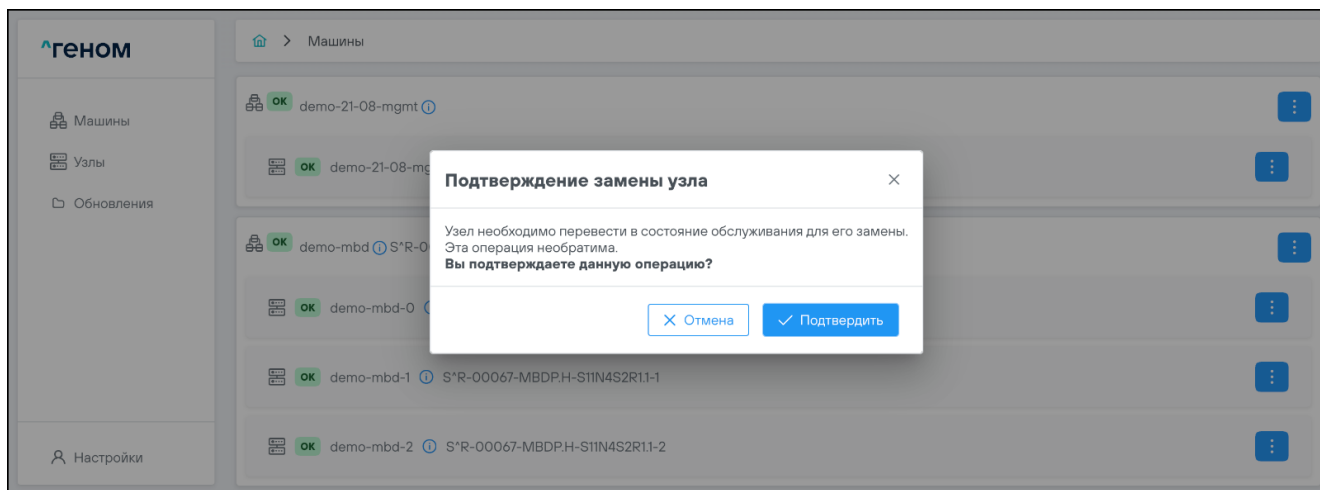 ^геном
Машины
Узлы
Обновления
Настройки
Машины
OK demo-21-08-mgmt
OK demo-21-08-mg
OK demo-mbd S^R-0
OK demo-mbd-0
OK demo-mbd-1 S^R-00067-MBDP.H-S11N4S2R1.1-1
OK demo-mbd-2 S^R-00067-MBDP.H-S11N4S2R1.1-2
Подтверждение замены узла
Узел необходимо перевести в состояние обслуживания для его замены.
Эта операция необратима.
Вы подтверждаете данную операцию?
Отмена
Подтвердить